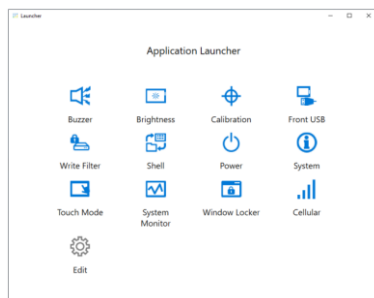 Launcher
Application Launcher
Buzzer Brightness Calibration Front USB
Write Filter Shell Power System
Touch Mode System Monitor Window Locker Cellular
Edit